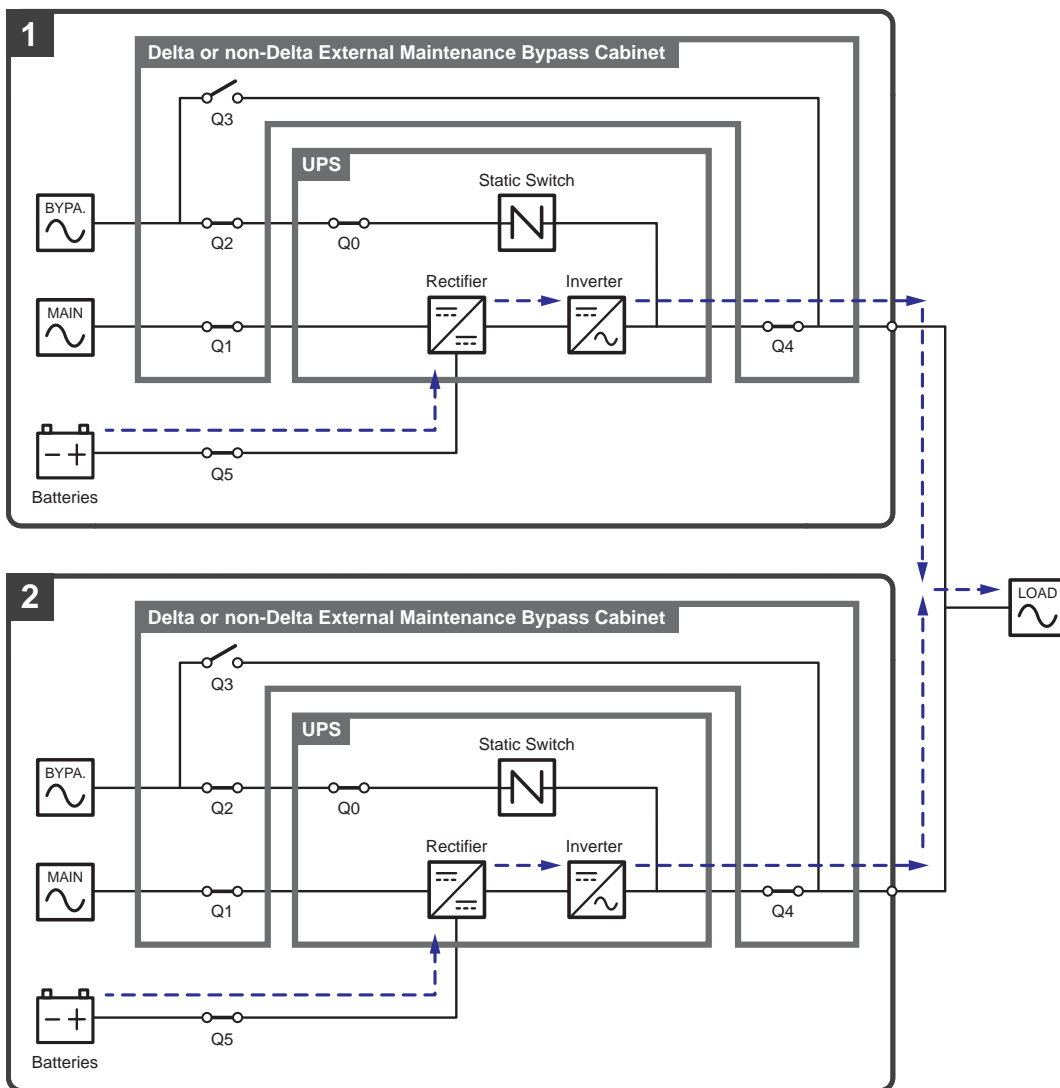 1
Delta or non-Delta External Maintenance Bypass Cabinet
Q3
UPS
Static Switch
BYPA.
Q2
Q0
Rectifier
Inverter
MAIN
Q1
Q4
Q5
Batteries
2
Delta or non-Delta External Maintenance Bypass Cabinet
LOAD
Q3
UPS
Static Switch
BYPA.
Q2
Q0
Rectifier
Inverter
MAIN
Q1
Q4
Q5
Batteries